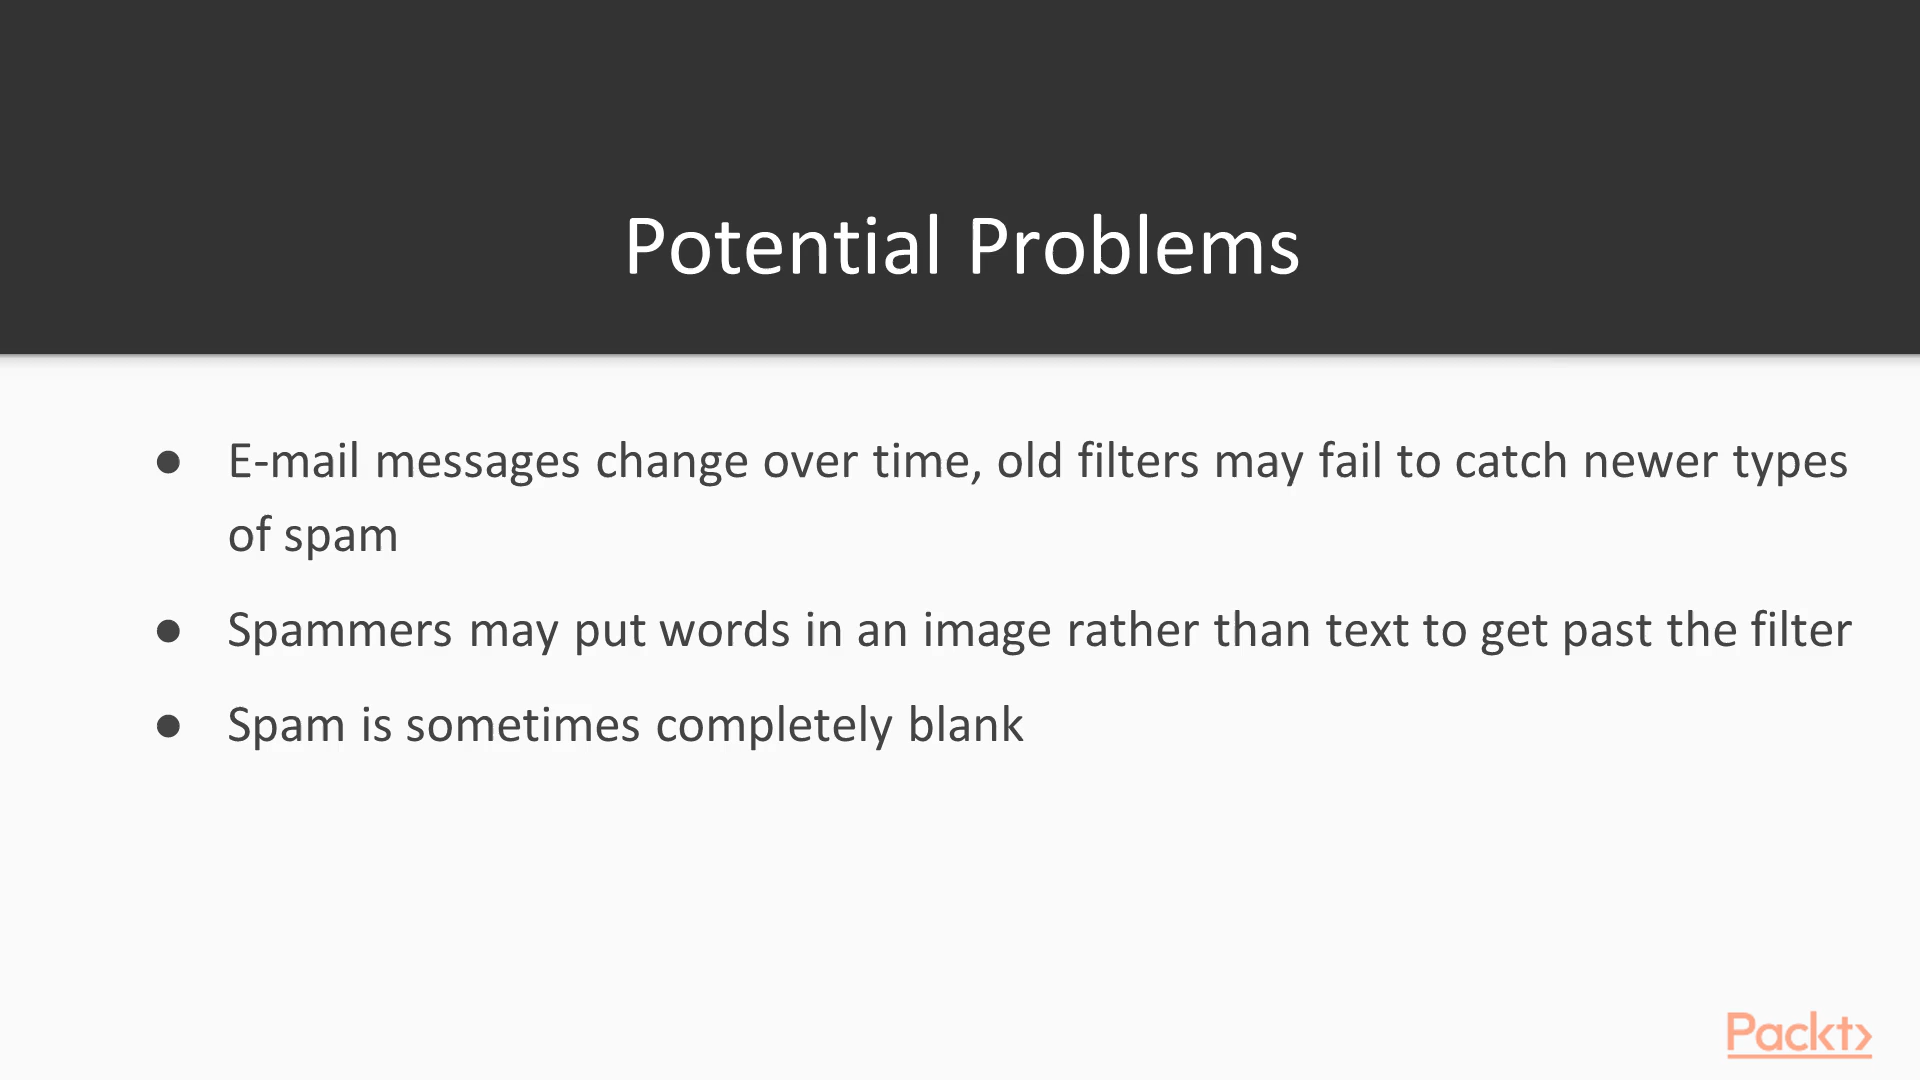 Potential Problems
● E-mail messages change over time, old filters may fail to catch newer types
of spam
● Spammers may put words in an image rather than text to get past the filter
● Spam is sometimes completely blank
Packt>